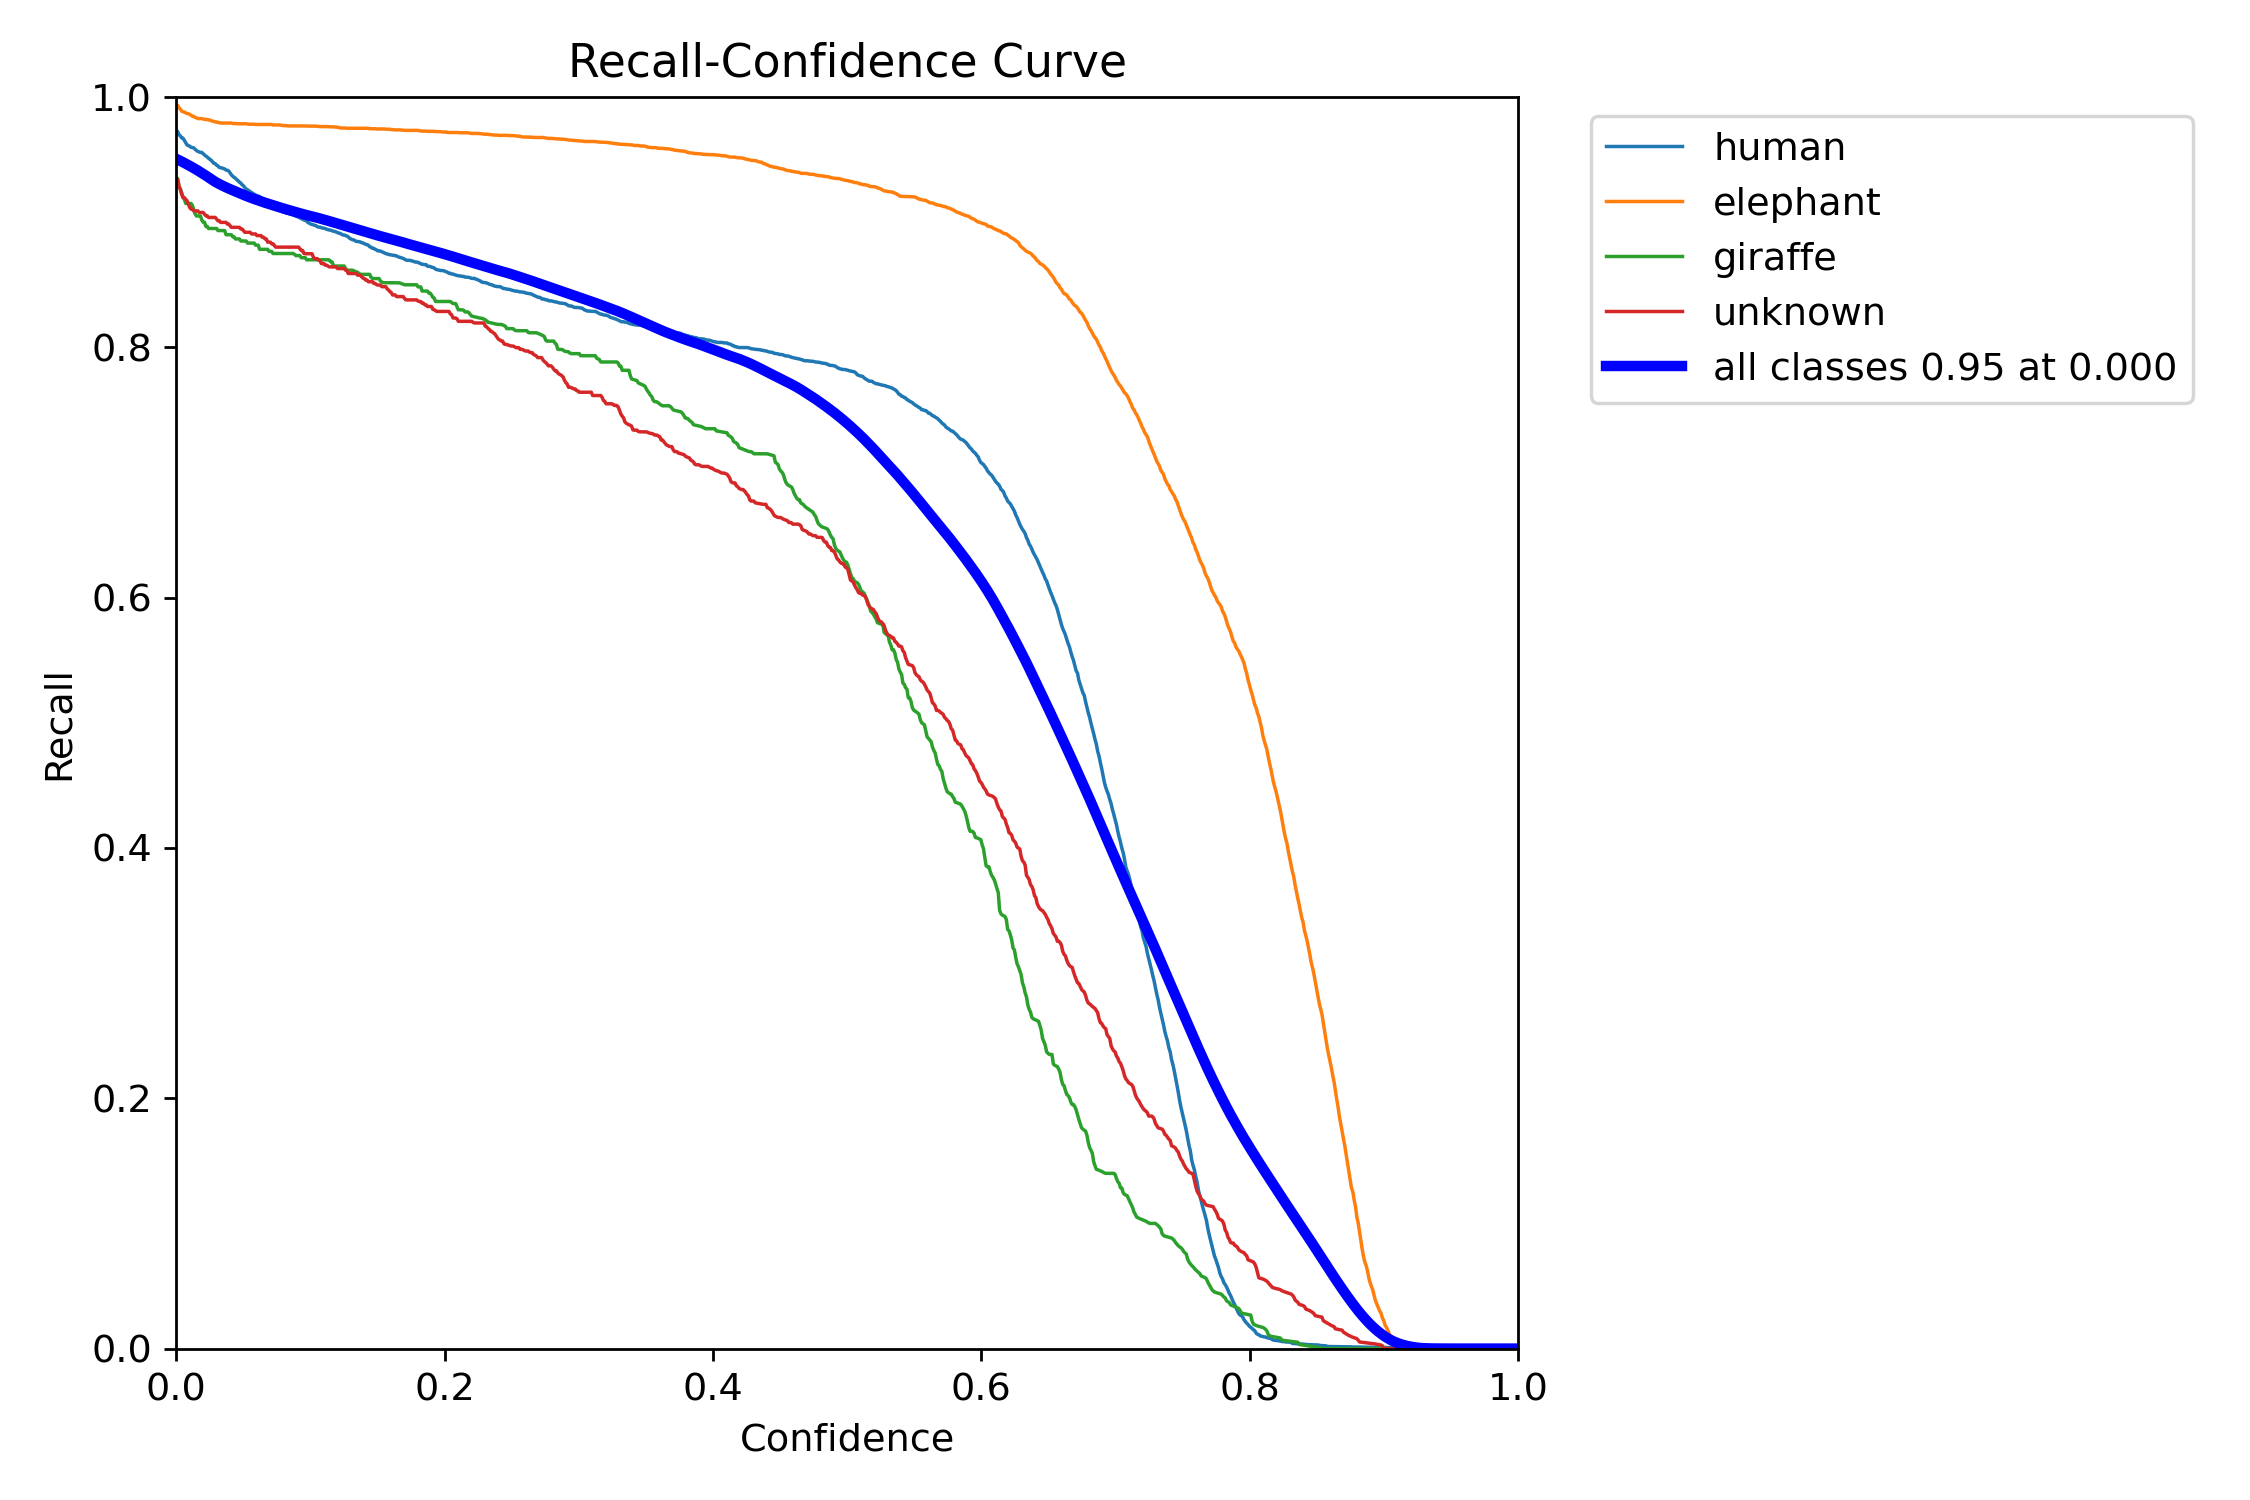 Recall-Confidence Curve
1.0
0.8
0.6
0.4
0.2
0.0
Recall
0.0 0.2 0.4 0.6 0.8 1.0
Confidence
human
elephant
giraffe
unknown
all classes 0.95 at 0.000